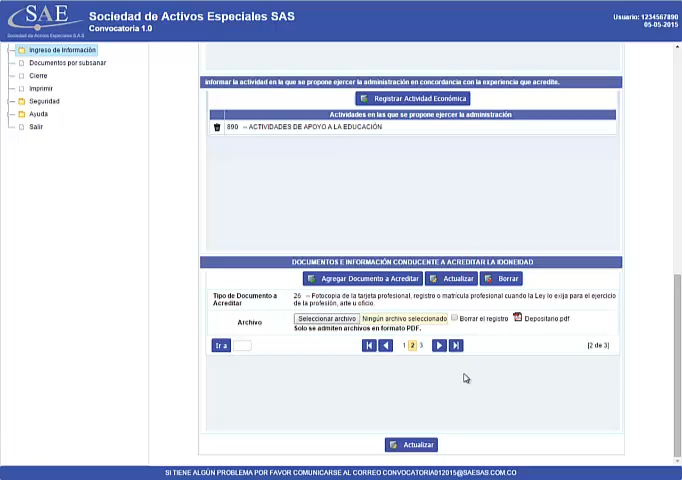 SAE
Sociedad de Activos Especiales S.A.S
Sociedad de Activos Especiales SAS
Convocatoria 1.0
Usuario: 1234567890
05-05-2015
Ingreso de Información
Documentos por subsanar
Cierre
Imprimir
Seguridad
Ayuda
Salir
Informar la actividad en la que se propone ejercer la administración en concordancia con la experiencia que acredite.
Registrar Actividad Económica
Actividades en las que se propone ejercer la administración
890 -- ACTIVIDADES DE APOYO A LA EDUCACIÓN
DOCUMENTOS E INFORMACIÓN CONDUCENTE A ACREDITAR LA IDONEIDAD
Agregar Documento a Acreditar Actualizar Borrar
Tipo de Documento a Acreditar
26 -- Fotocopia de la tarjeta profesional, registro o matrícula profesional cuando la Ley lo exija para el ejercicio
de la profesión, arte u oficio.
Archivo
Seleccionar archivo Ningún archivo seleccionado Borrar el registro Depositario.pdf
Solo se admiten archivos en formato PDF.
Ir a 1 2 3 [2 de 3]
Actualizar
SI TIENE ALGÚN PROBLEMA POR FAVOR COMUNICARSE AL CORREO CONVOCATORIA012015@SAESAS.COM.CO